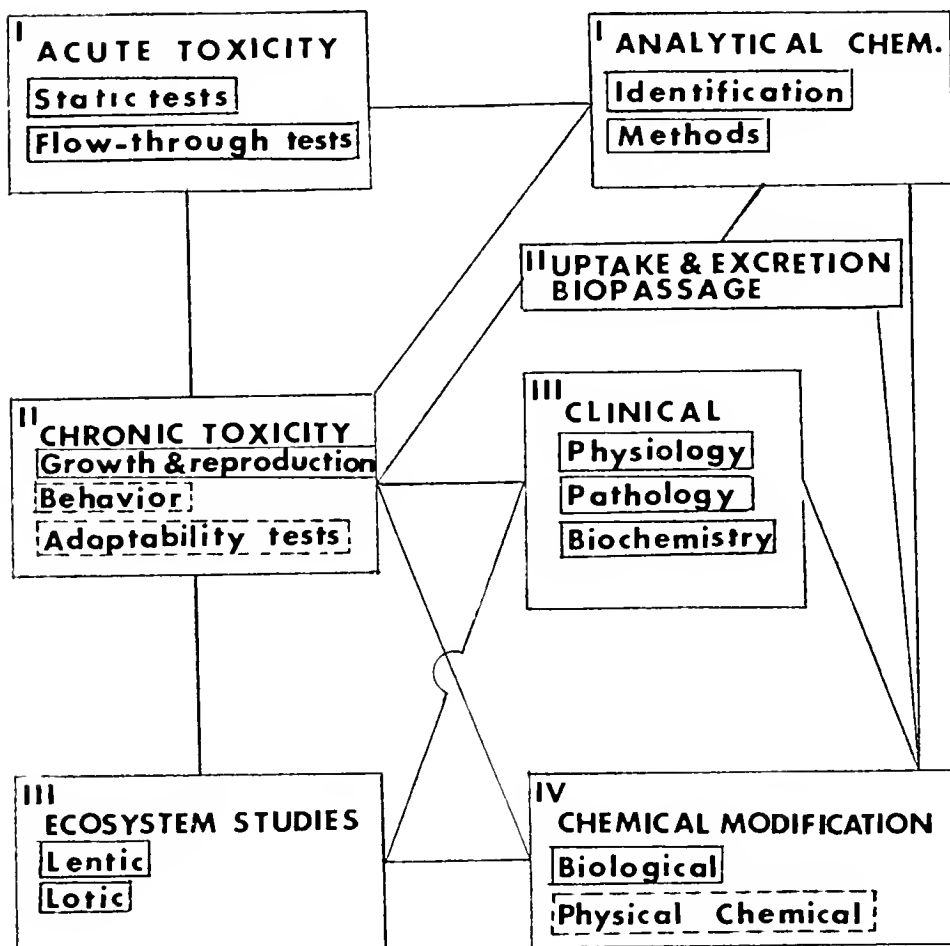 I
ACUTE TOXICITY
Static tests
Flow-through tests
I
ANALYTICAL CHEM.
Identification
Methods
II UPTAKE & EXCRETION
BIOPASSAGE
II
CHRONIC TOXICITY
Growth & reproduction
Behavior
Adaptability tests
III
CLINICAL
Physiology
Pathology
Biochemistry
III
ECOSYSTEM STUDIES
Lentic
Lotic
IV
CHEMICAL MODIFICATION
Biological
Physical Chemical